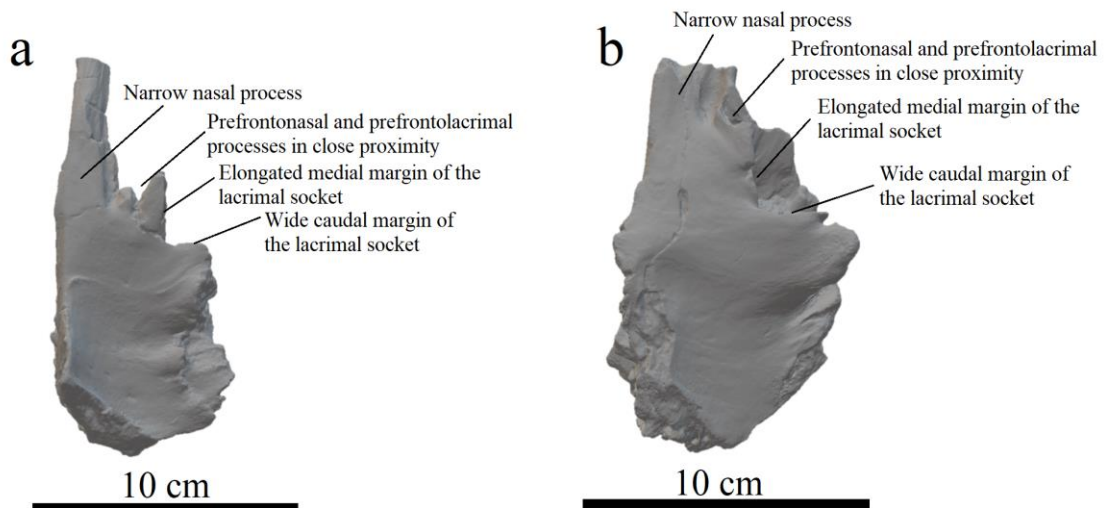 a
Narrow nasal process
Prefrontonasal and prefrontolacrimal
processes in close proximity
Elongated medial margin of the
lacrimal socket
Wide caudal margin of
the lacrimal socket
10 cm
b
Narrow nasal process
Prefrontonasal and prefrontolacrimal
processes in close proximity
Elongated medial margin of the
lacrimal socket
Wide caudal margin of
the lacrimal socket
10 cm